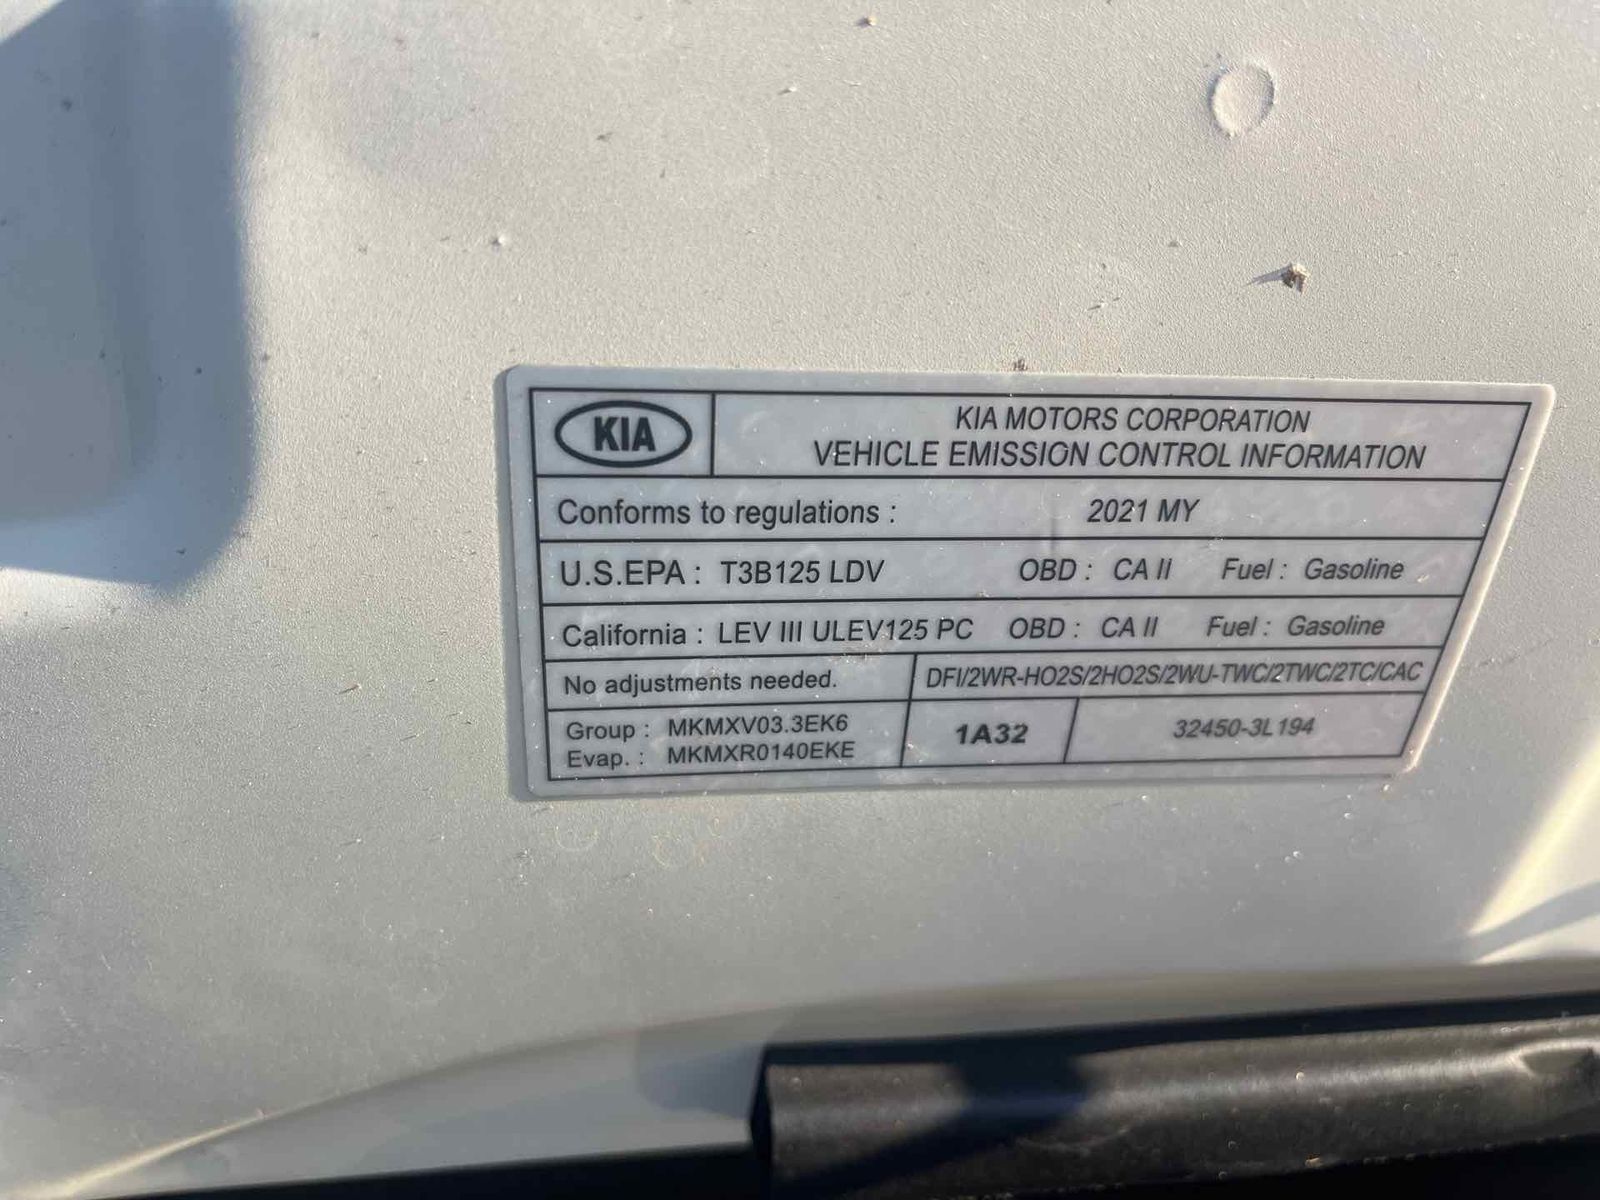 KIA
KIA MOTORS CORPORATION
VEHICLE EMISSION CONTROL INFORMATION
Conforms to regulations : 2021 MY
U.S.EPA : T3B125 LDV OBD : CA II Fuel : Gasoline
California : LEV III ULEV125 PC OBD : CA II Fuel : Gasoline
No adjustments needed. DFI/2WR-HO2S/2HO2S/2WU-TWC/2TWC/2TC/CAC
Group : MKMXV03.3EK6
Evap. : MKMXR0140EKE
1A32
32450-3L194